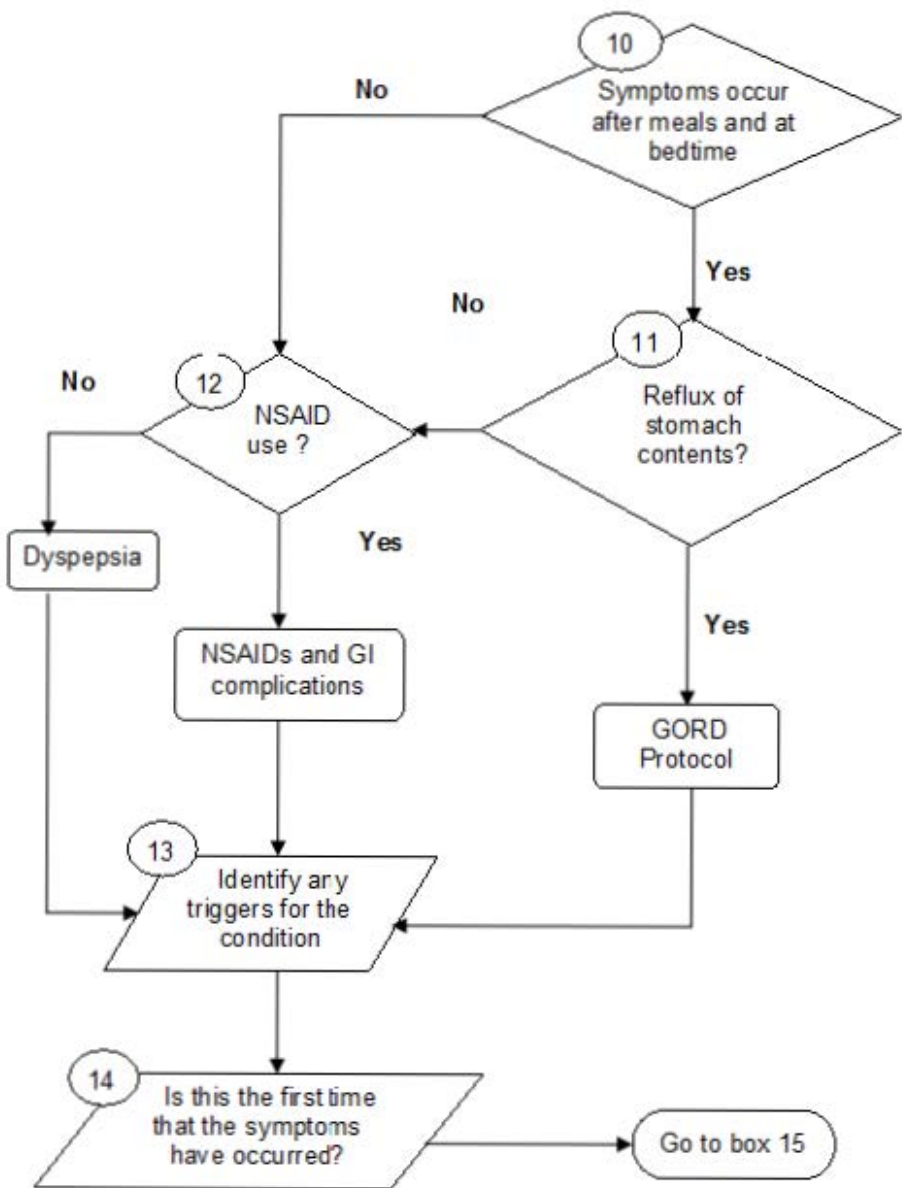 10
Symptoms occur
after meals and at
bedtime
No
Yes
No
11
Reflux of
stomach
contents?
12
NSAID
use ?
No
Dyspepsia
Yes
NSAIDs and GI
complications
Yes
GORD
Protocol
13
Identify any
triggers for the
condition
14
Is this the first time
that the symptoms
have occurred?
Go to box 15